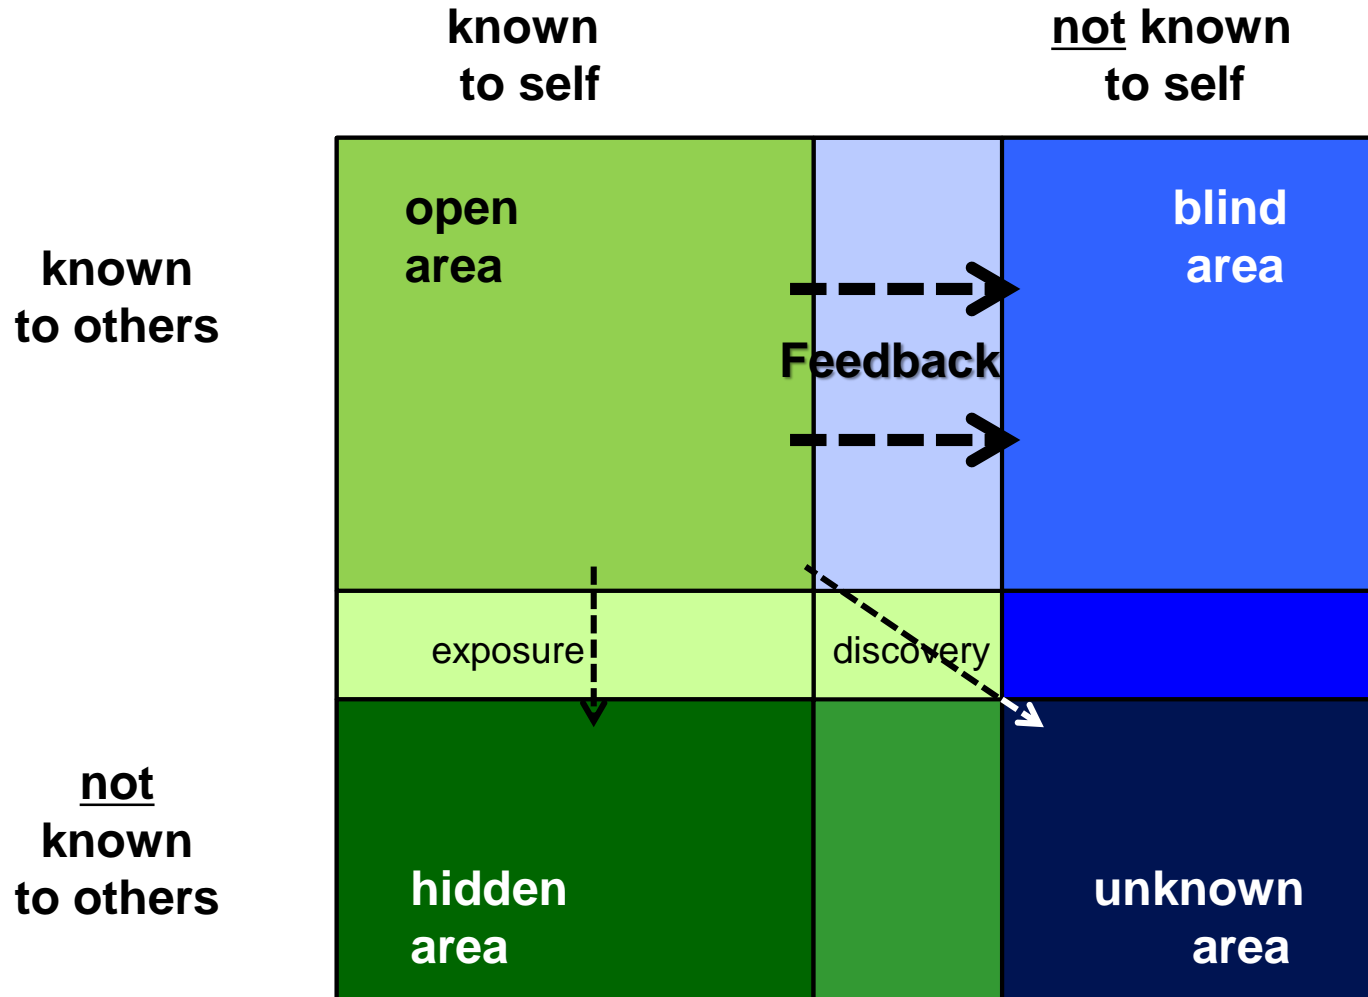 known
to self
not known
to self
known
to others
open
area
blind
area
Feedback
exposure
discovery
not
known
to others
hidden
area
unknown
area